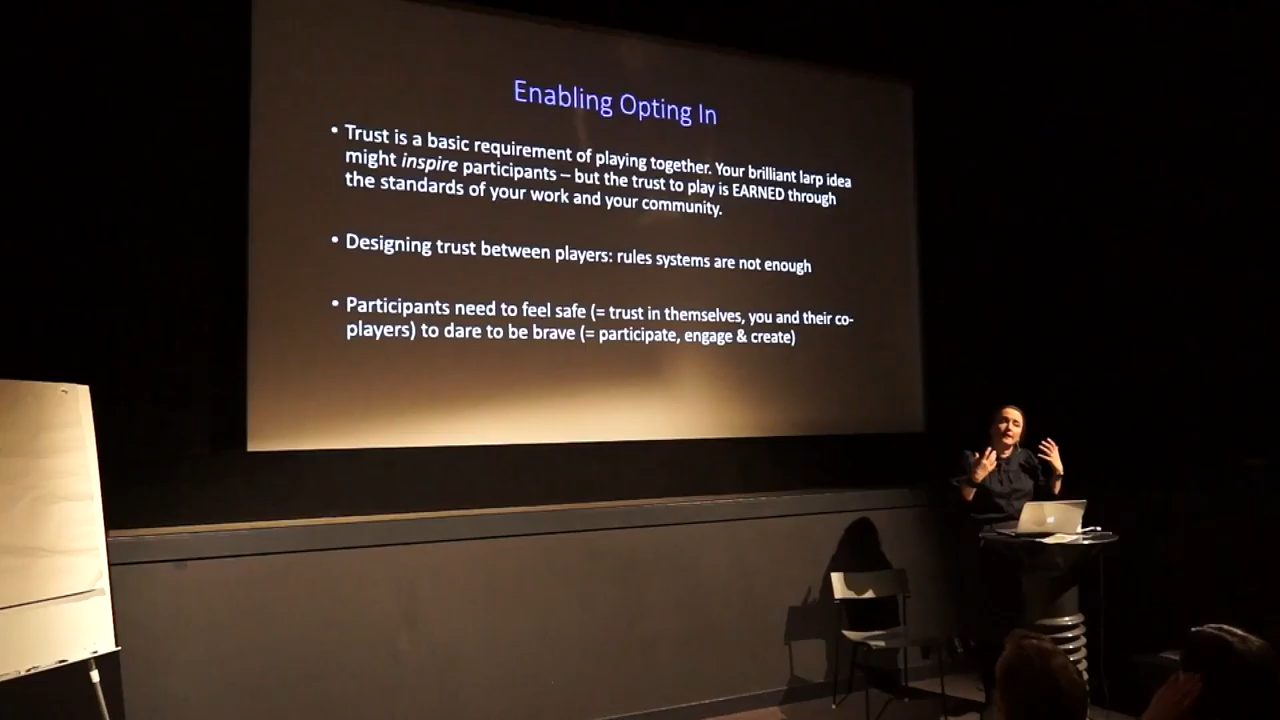 Enabling Opting In
• Trust is a basic requirement of playing together. Your brilliant larp idea
might inspire participants – but the trust to play is EARNED through
the standards of your work and your community.
• Designing trust between players: rules systems are not enough
• Participants need to feel safe (= trust in themselves, you and their co-
players) to dare to be brave (= participate, engage & create)